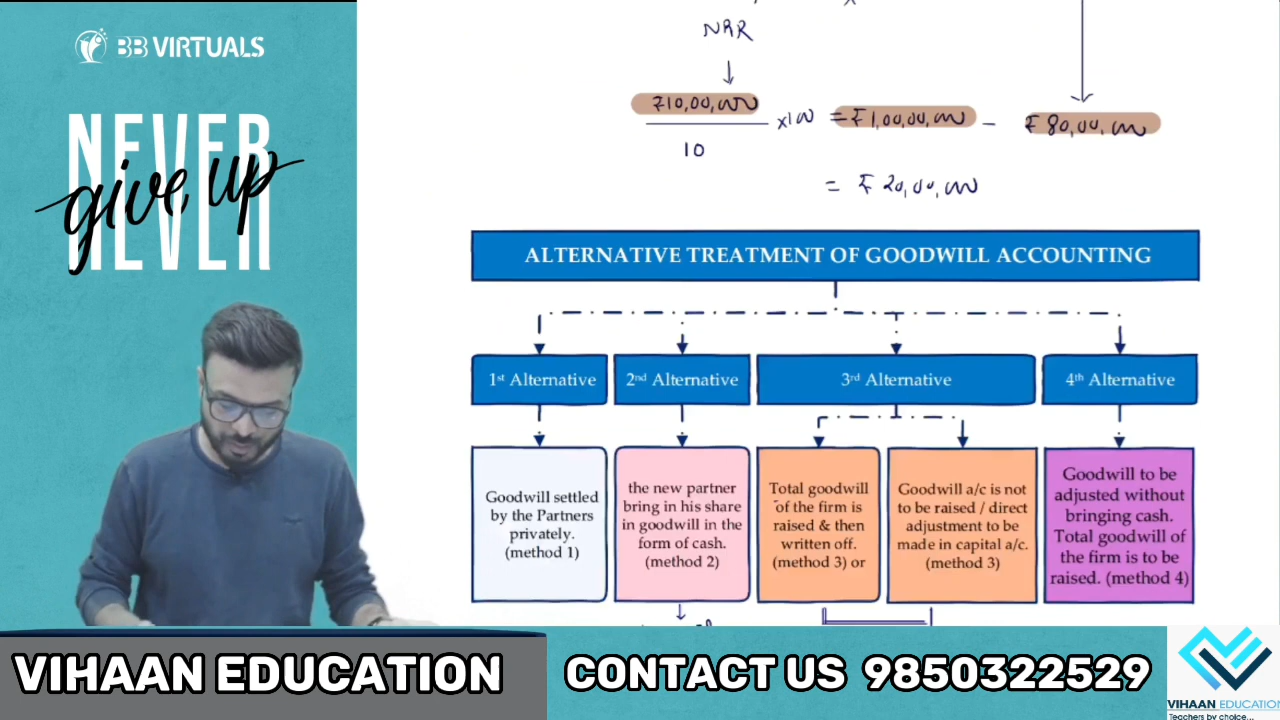 BB VIRTUALS
NEVER
give up
NEVER
NRR
₹10,00,000
10
×100
= ₹1,00,00,000
-
₹80,00,000
= ₹20,00,000
ALTERNATIVE TREATMENT OF GOODWILL ACCOUNTING
1st Alternative
2nd Alternative
3rd Alternative
4th Alternative
Goodwill settled
by the Partners
privately.
(method 1)
the new partner
bring in his share
in goodwill in the
form of cash.
(method 2)
Total goodwill
of the firm is
raised & then
written off.
(method 3) or
Goodwill a/c is not
to be raised / direct
adjustment to be
made in capital a/c.
(method 3)
Goodwill to be
adjusted without
bringing cash.
Total goodwill of
the firm is to be
raised. (method 4)
VIHAAN EDUCATION
CONTACT US 9850322529
VIHAAN EDUCATION
Teachers by choice...